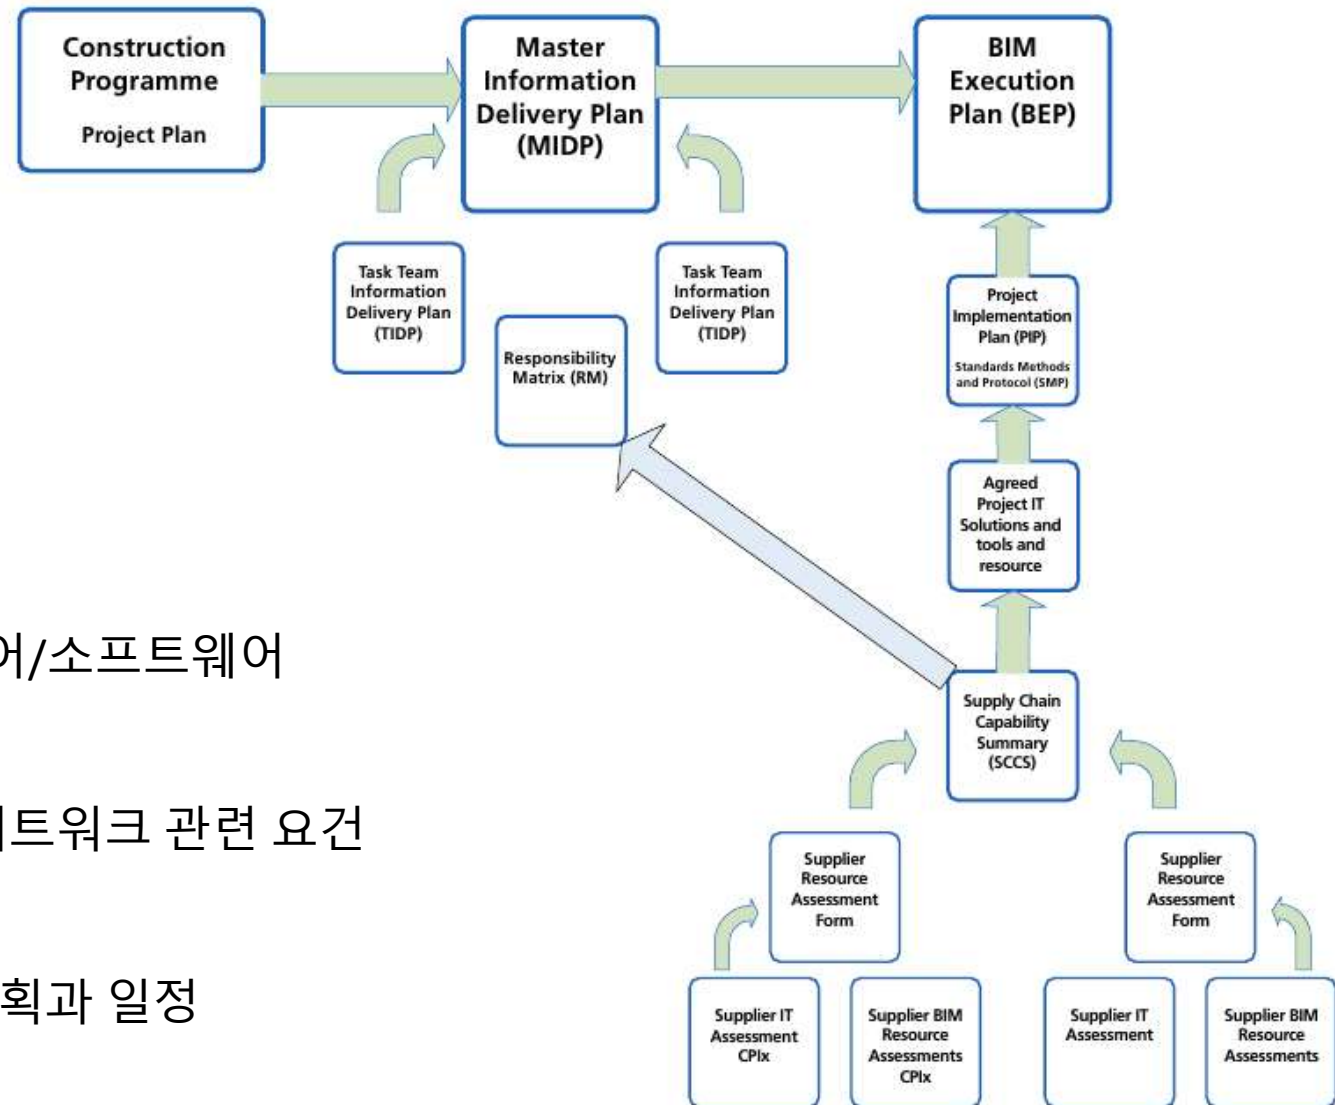 Construction
Programme
Project Plan
Master
Information
Delivery Plan
(MIDP)
BIM
Execution
Plan (BEP)
Task Team
Information
Delivery Plan
(TIDP)
Responsibility
Matrix (RM)
Task Team
Information
Delivery Plan
(TIDP)
Project
Implementation
Plan (PIP)
Standards Methods
and Protocol (SMP)
Agreed
Project IT
Solutions and
tools and
resource
어/소프트웨어
Supply Chain
Capability
Summary
(SCCS)
네트워크 관련 요건
Supplier
Resource
Assessment
Form
Supplier
Resource
Assessment
Form
획과 일정
Supplier IT
Assessment
CPIx
Supplier BIM
Resource
Assessments
CPIx
Supplier IT
Assessment
Supplier BIM
Resource
Assessments